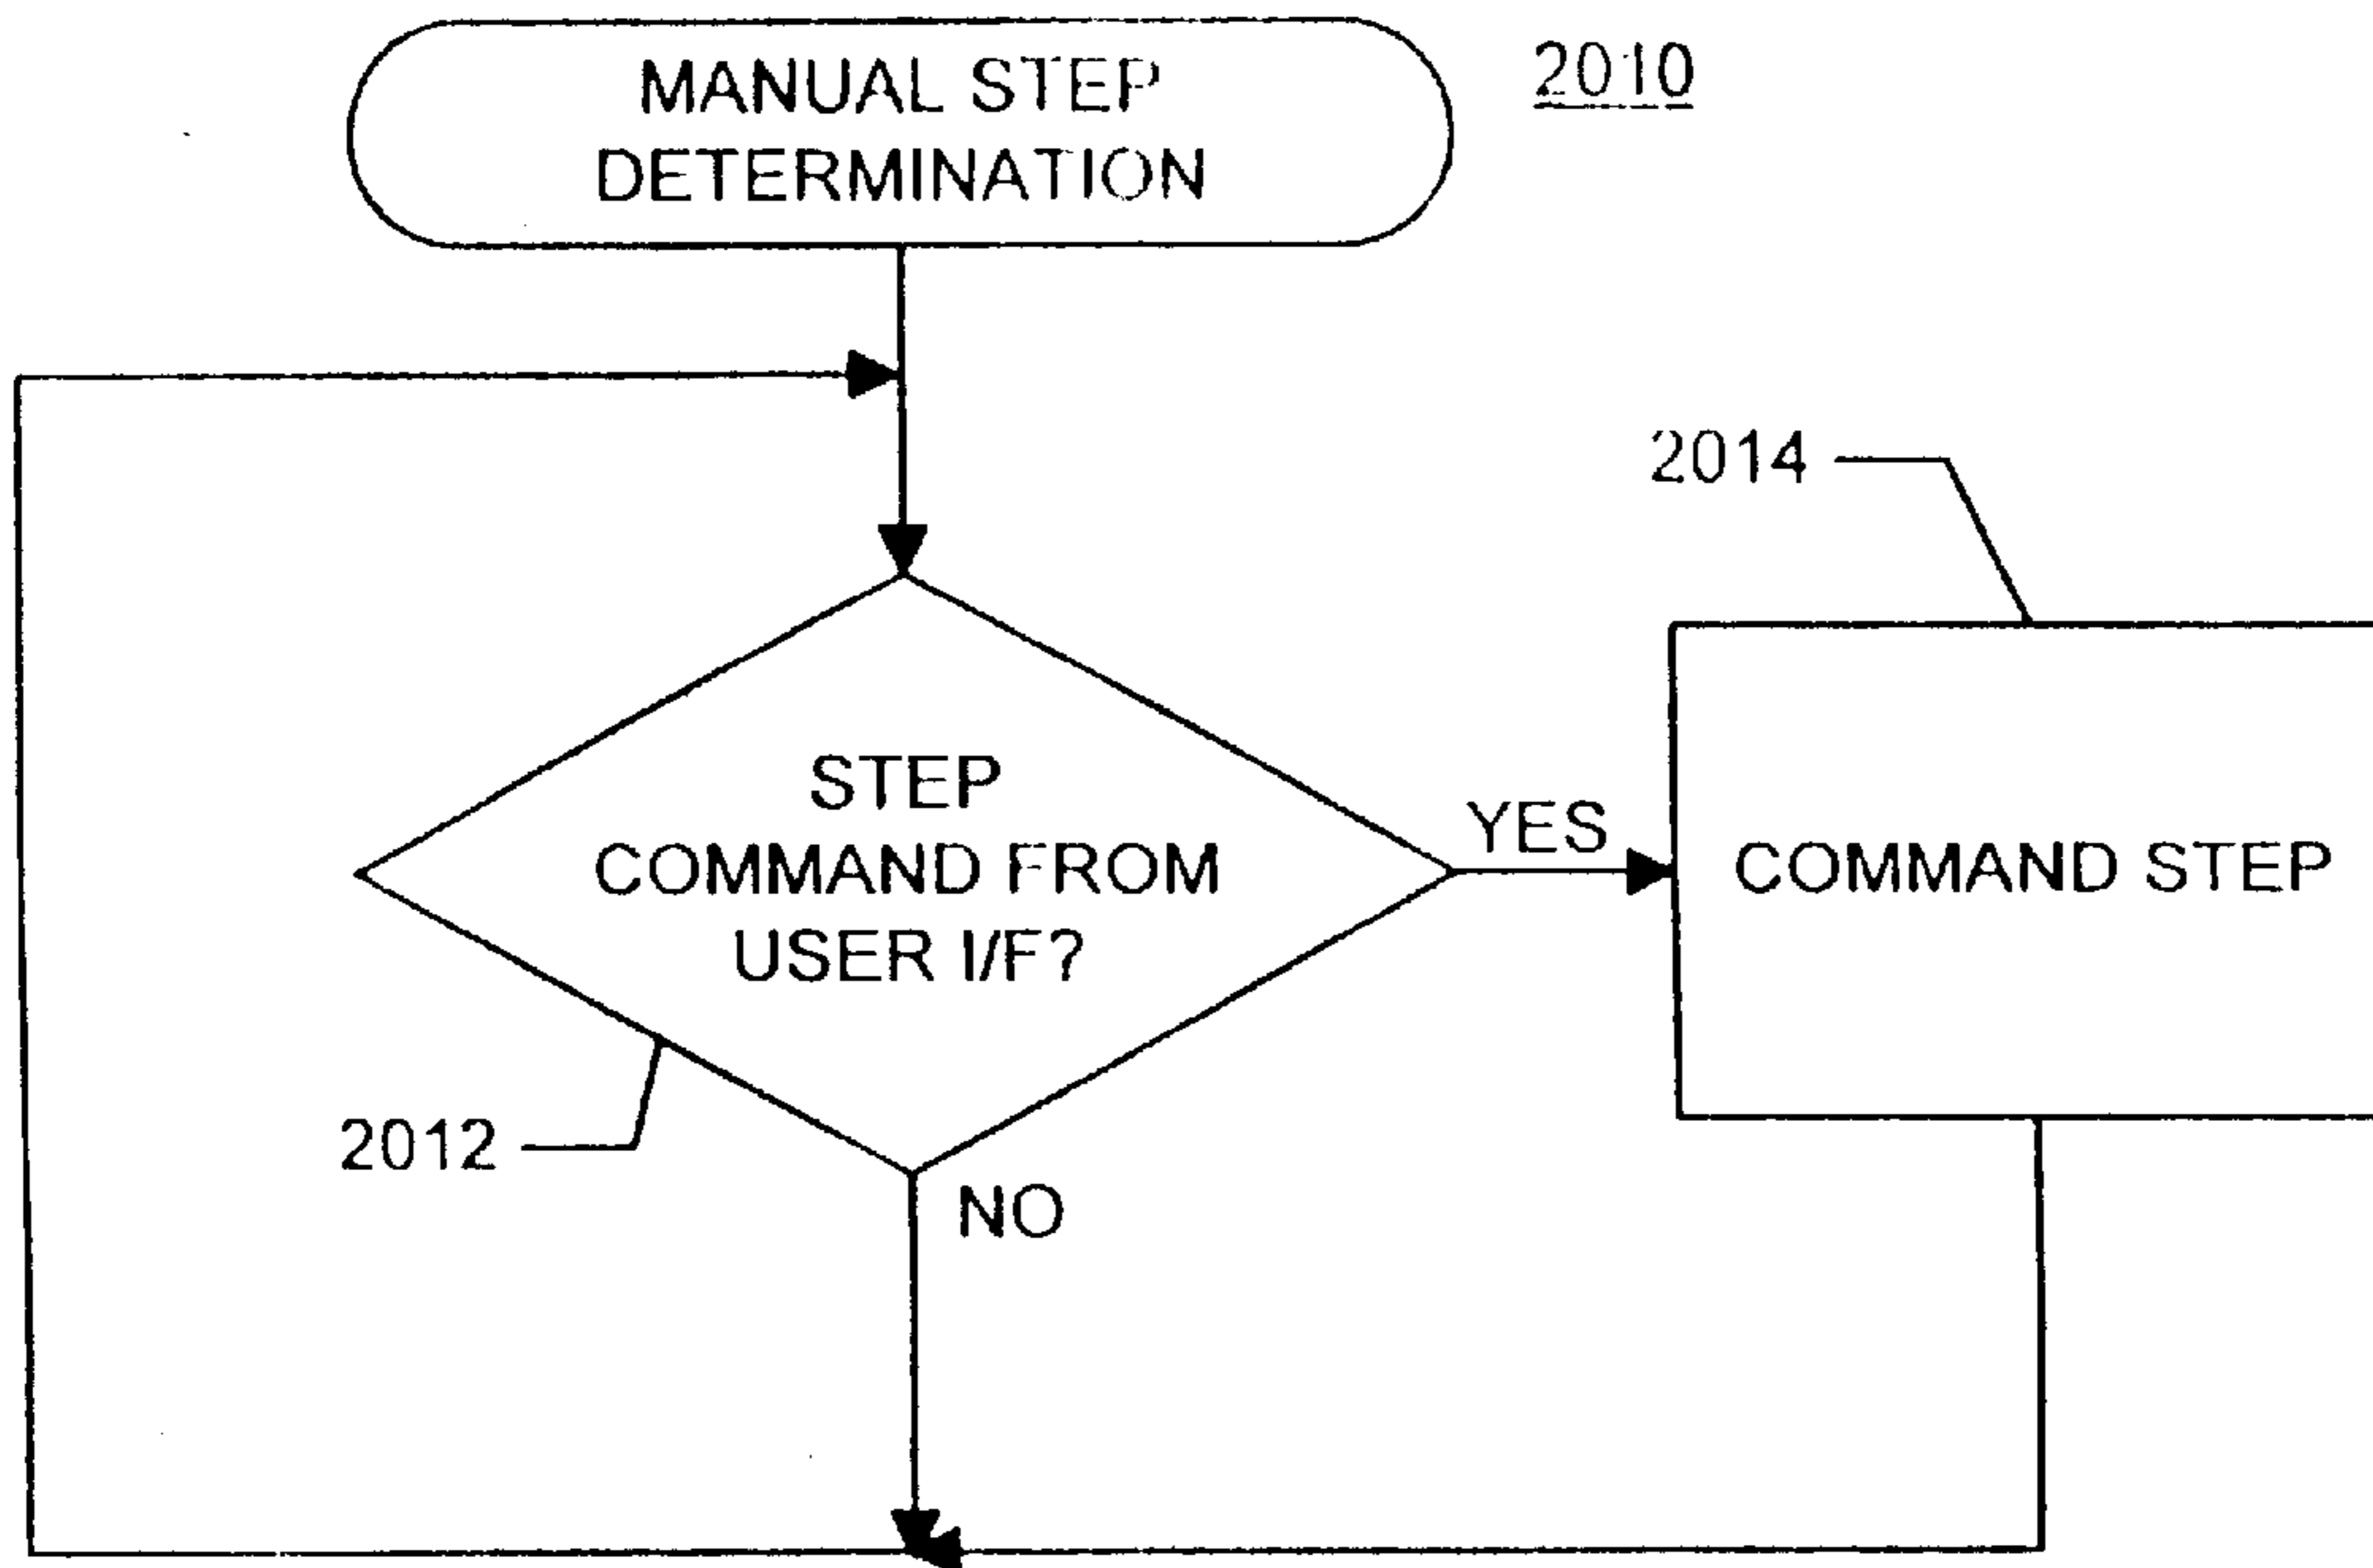 MANUAL STEP
DETERMINATION
2010
2014
STEP
COMMAND FROM
USER I/F?
YES
COMMAND STEP
2012
NO